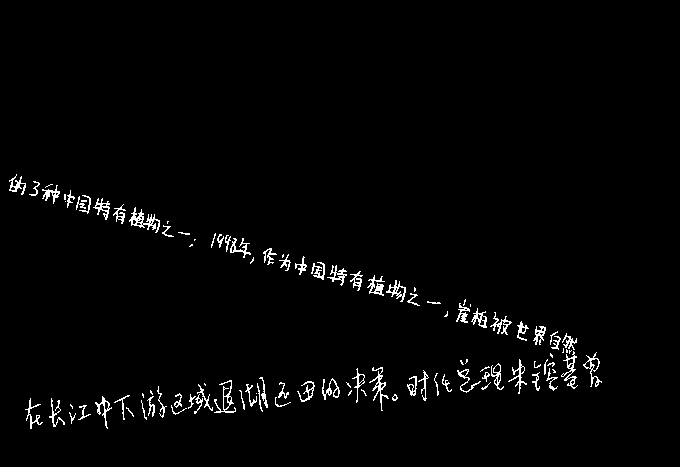 的3种中国特有植物之一；1998年，作为中国特有植物之一，崖柏被世界自然
在长江中下游区域退湖还田的决策。时任总理朱镕基曾